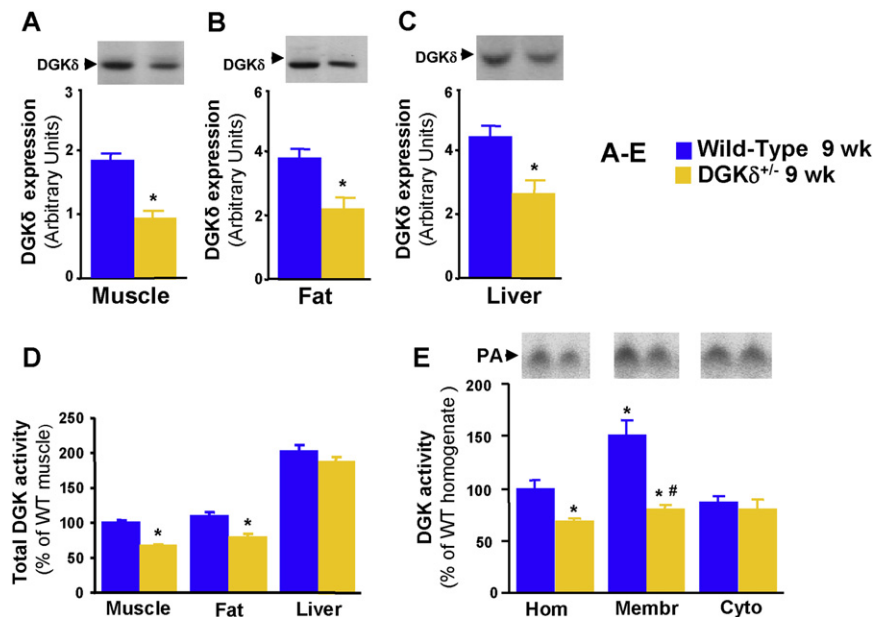 A
DGKδ
DGKδ expression
(Arbitrary Units)
3
2
1
0
*
Muscle
B
DGKδ
DGKδ expression
(Arbitrary Units)
6
4
2
0
*
Fat
C
DGKδ
DGKδ expression
(Arbitrary Units)
6
4
2
0
*
Liver
A-E
Wild-Type 9 wk
DGKδ+/- 9 wk
D
Total DGK activity
(% of WT muscle)
250
200
150
100
50
0
* *
Muscle Fat Liver
E
PA
DGK activity
(% of WT homogenate )
200
150
100
50
0
*
* * #
Hom Membr Cyto